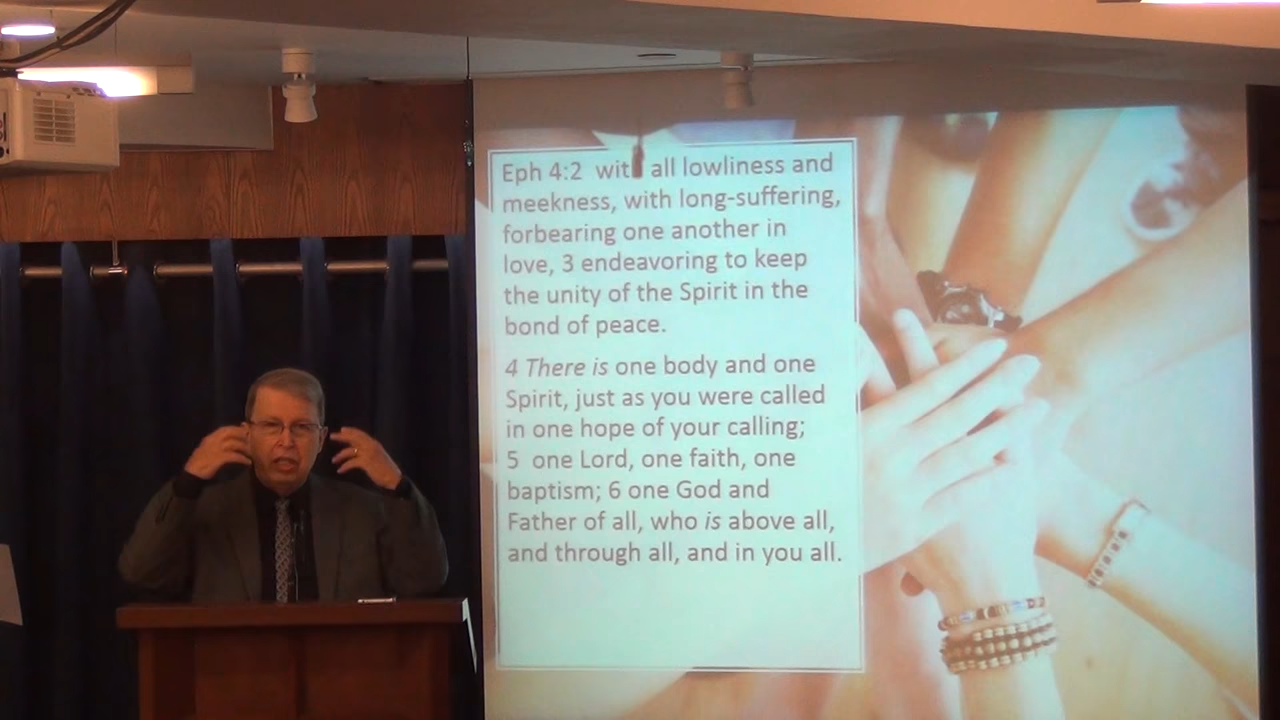 Eph 4:2 with all lowliness and
meekness, with long-suffering,
forbearing one another in
love, 3 endeavoring to keep
the unity of the Spirit in the
bond of peace.
4 There is one body and one
Spirit, just as you were called
in one hope of your calling;
5 one Lord, one faith, one
baptism; 6 one God and
Father of all, who is above all,
and through all, and in you all.